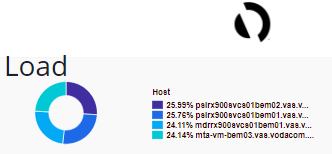 Load
Host
25.99% pslrx900svcs01bem02.vas.v...
25.76% pslrx900svcs01bem01.vas.v...
24.11% mdrrx900svcs01bem01.vas.v...
24.14% mta-vm-bem03.vas.vodacom....